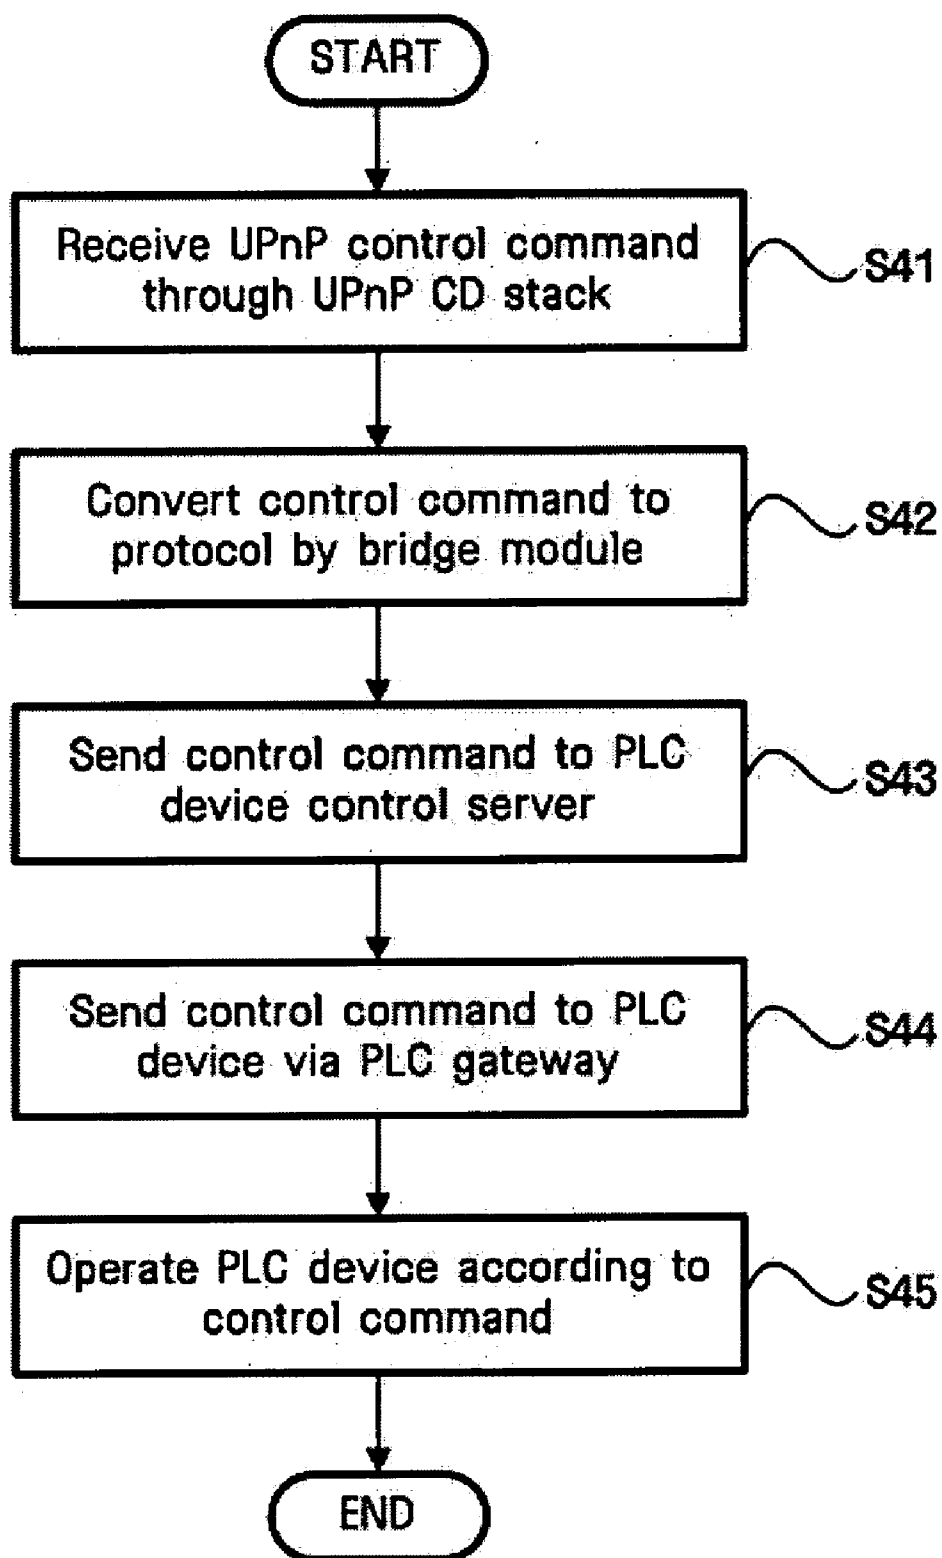 START
Receive UPnP control command
through UPnP CD stack
S41
Convert control command to
protocol by bridge module
S42
Send control command to PLC
device control server
S43
Send control command to PLC
device via PLC gateway
S44
Operate PLC device according to
control command
S45
END